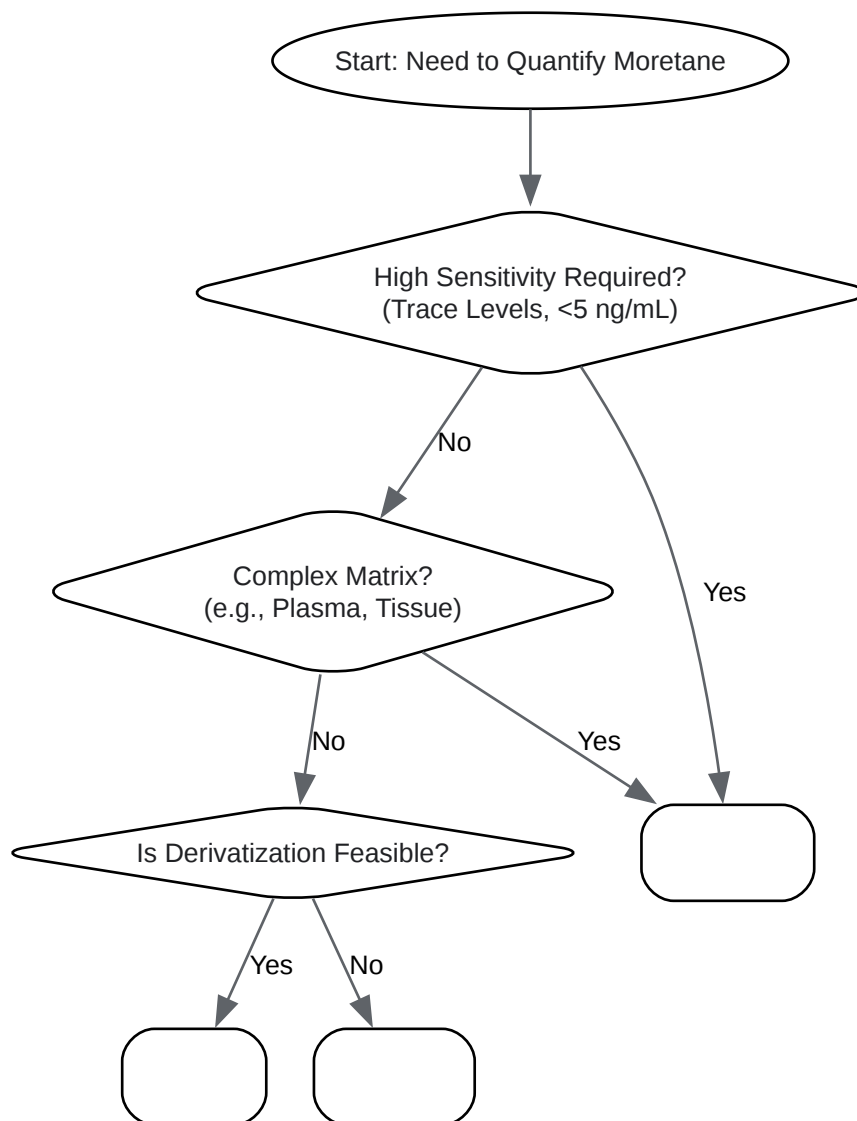 Start: Need to Quantify Moretane
High Sensitivity Required?
(Trace Levels, <5 ng/mL)
No
Complex Matrix?
(e.g., Plasma, Tissue)
Yes
No
Yes
Is Derivatization Feasible?
Yes
No